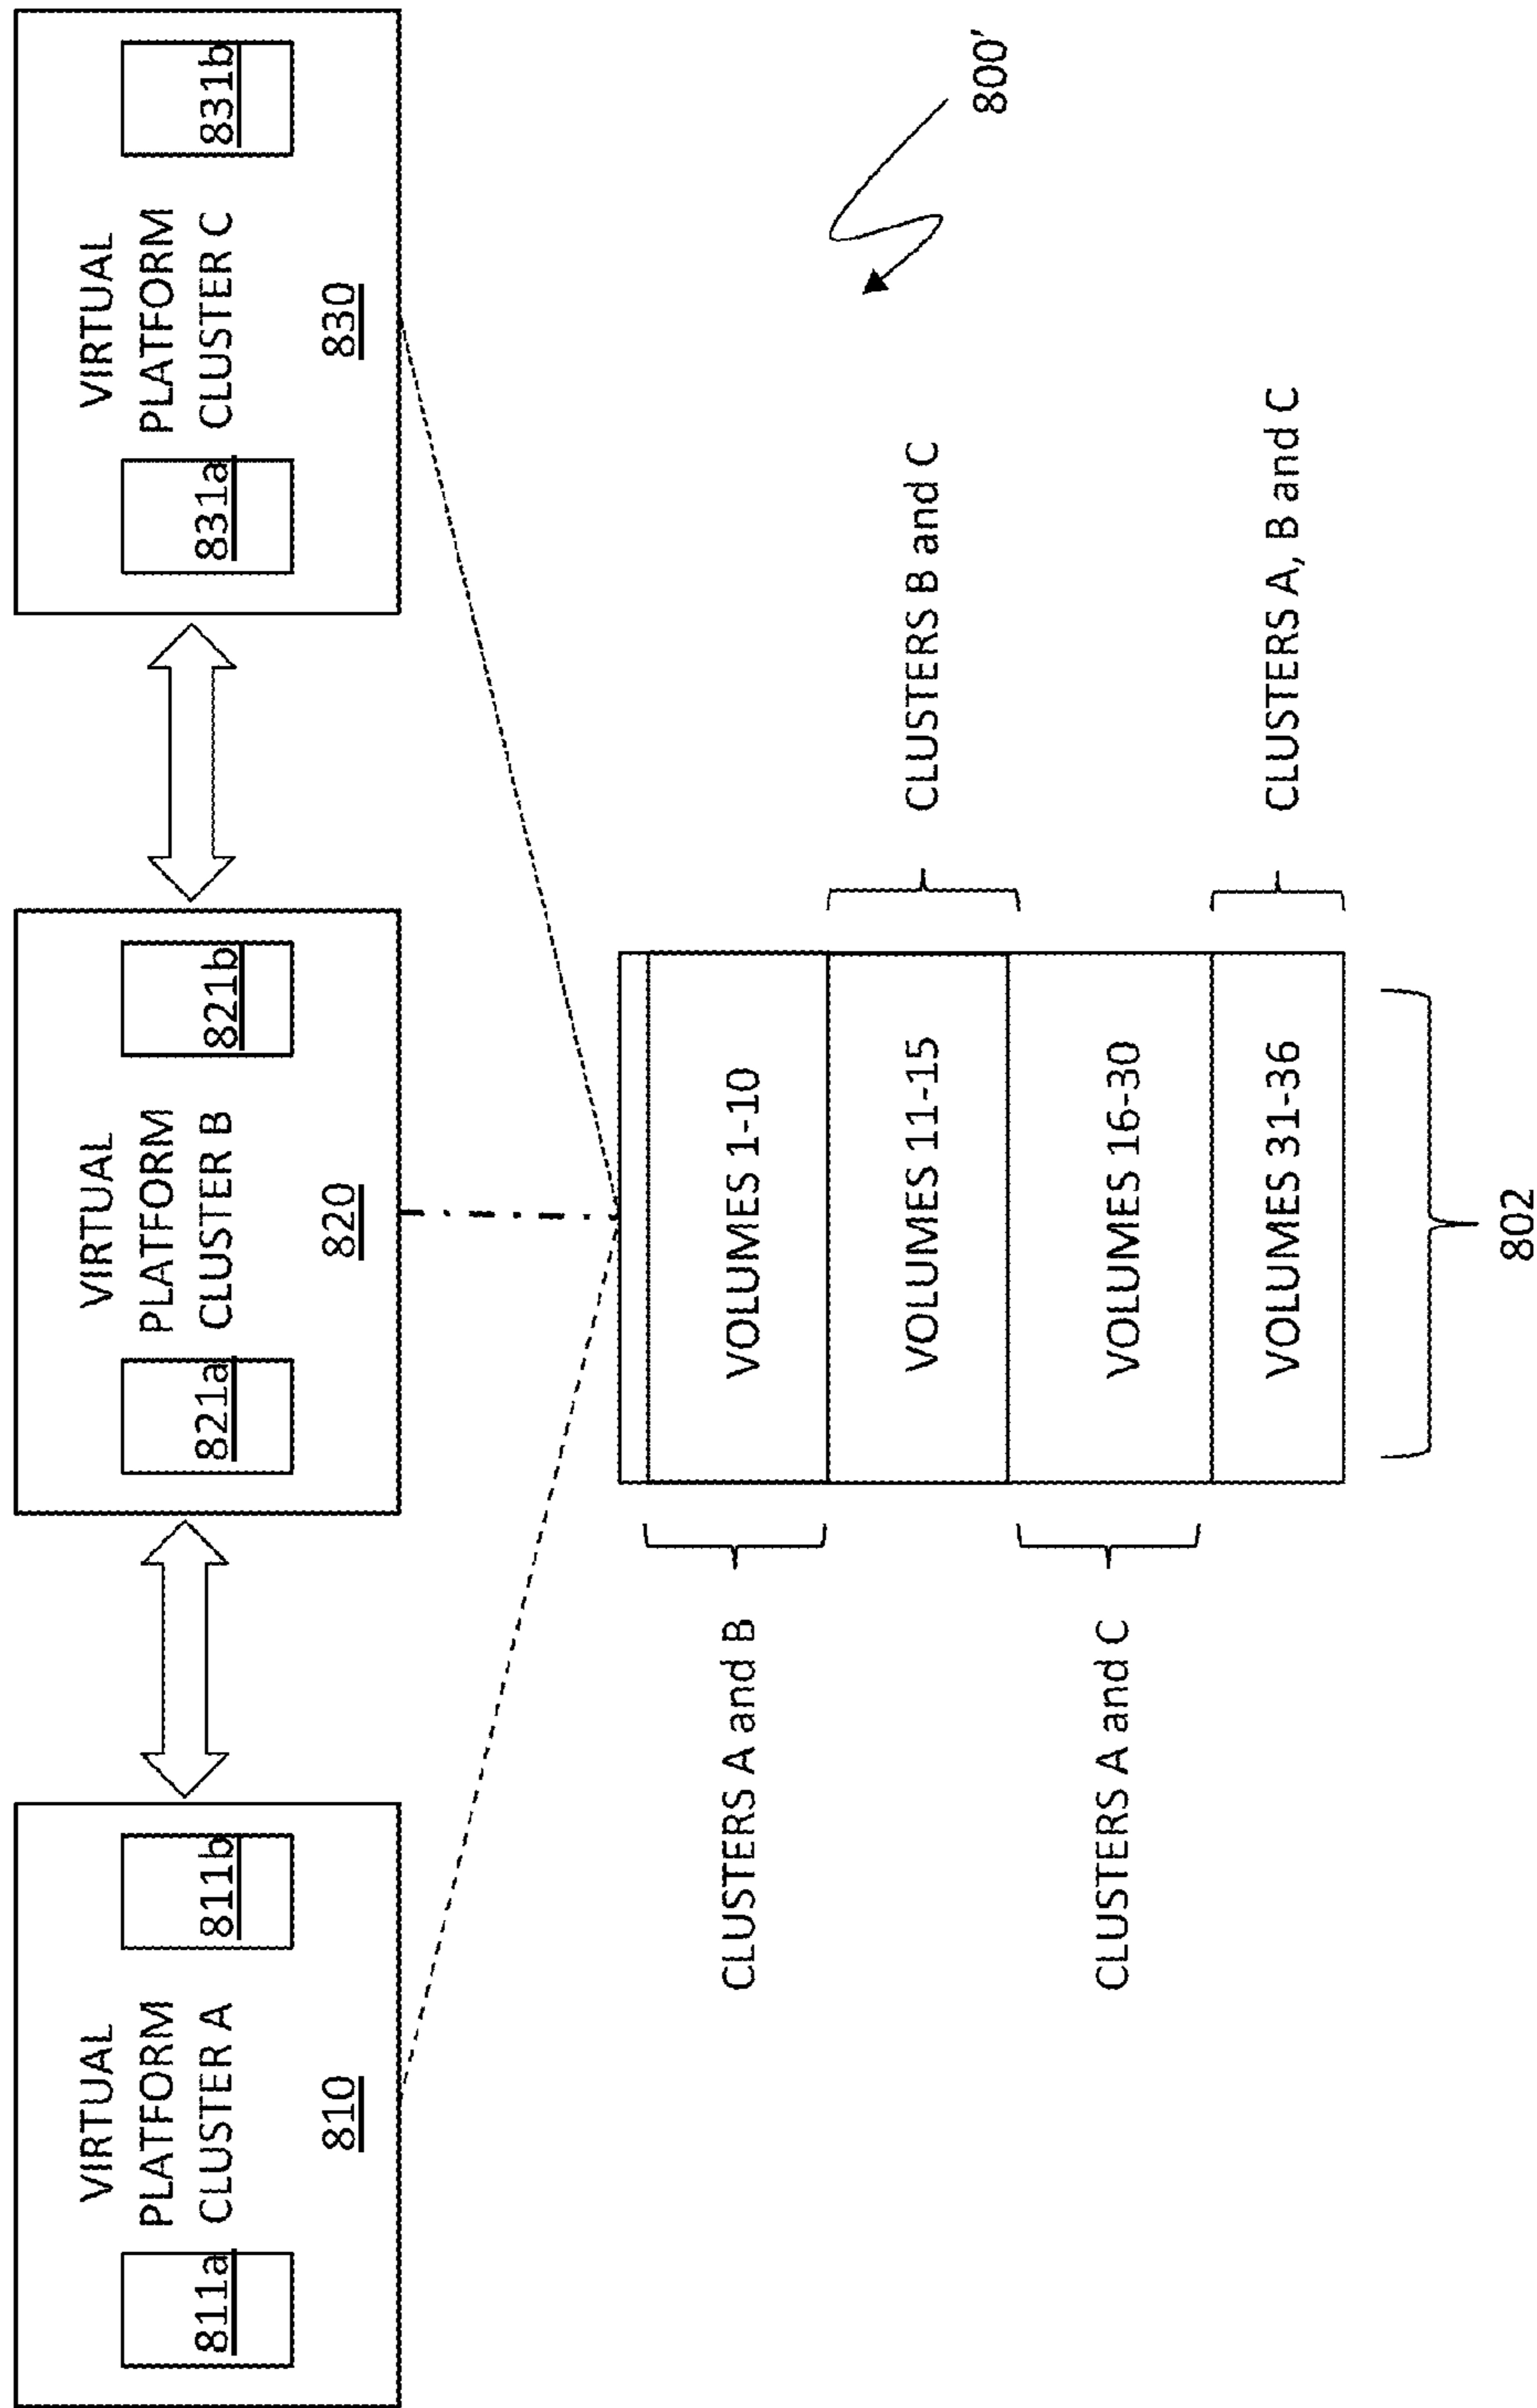 VIRTUAL
PLATFORM
CLUSTER A
811a
811b
810
VIRTUAL
PLATFORM
CLUSTER B
821a
821b
820
VIRTUAL
PLATFORM
CLUSTER C
831a
831b
830
CLUSTERS A and B
VOLUMES 1-10
VOLUMES 11-15
CLUSTERS B and C
CLUSTERS A and C
VOLUMES 16-30
VOLUMES 31-36
CLUSTERS A, B and C
802
800'